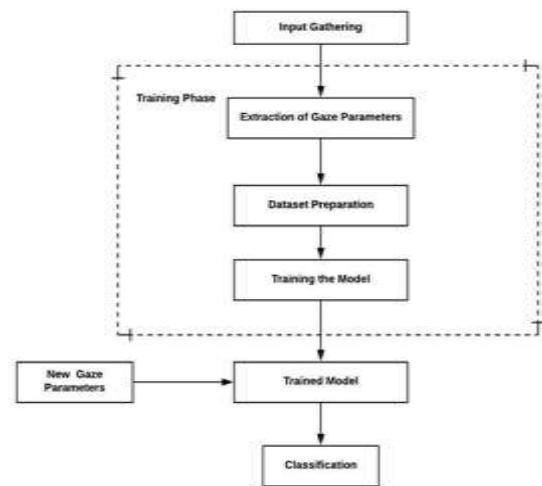 Input Gathering
Training Phase
Extraction of Gaze Parameters
Dataset Preparation
Training the Model
New Gaze
Parameters
Trained Model
Classification